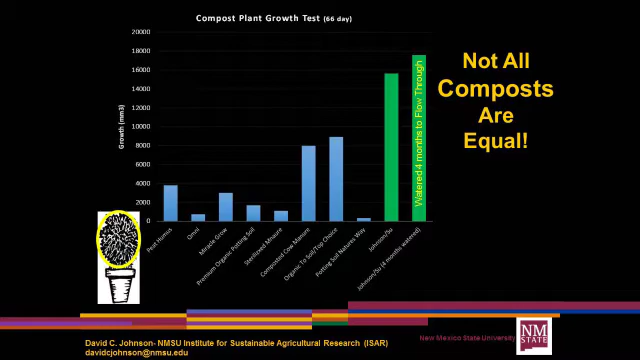 Compost Plant Growth Test (66 day)
20000
18000
16000
14000
12000
10000
8000
6000
4000
2000
0
Growth (mm3)
Peat Humus
Omni
Miracle Grow
Premium Organic Potting Soil
Sterilized Mnaure
Composted Cow Manure
Organic To Soil/Top Choice
Potting Soil Natures Way
Johnson/Su
Johnson/Su (4 months watered)
Watered 4 months to Flow Through
Not All
Composts
Are
Equal!
David C. Johnson- NMSU Institute for Sustainable Agricultural Research (ISAR)
davidcjohnson@nmsu.edu
New Mexico State University
NM
STATE